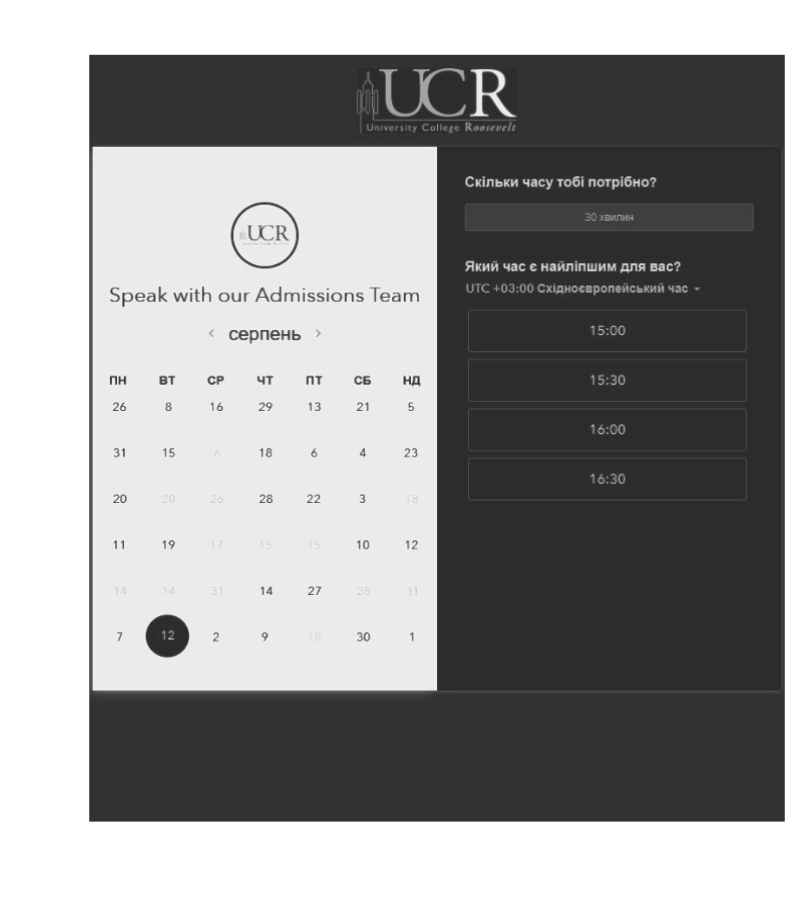 UCR
University College Roosevelt
UCR
Speak with our Admissions Team
серпень
ПН ВТ СР ЧТ ПТ СБ НД
26 8 16 29 13 21 5
31 15 6 18 6 4 23
20 20 26 28 22 3 18
11 19 17 15 15 10 12
14 14 31 14 27 28 31
7 12 2 9 18 30 1
Скільки часу тобі потрібно?
30 хвилин
Який час є найліпшим для вас?
UTC +03:00 Східноєвропейський час
15:00
15:30
16:00
16:30